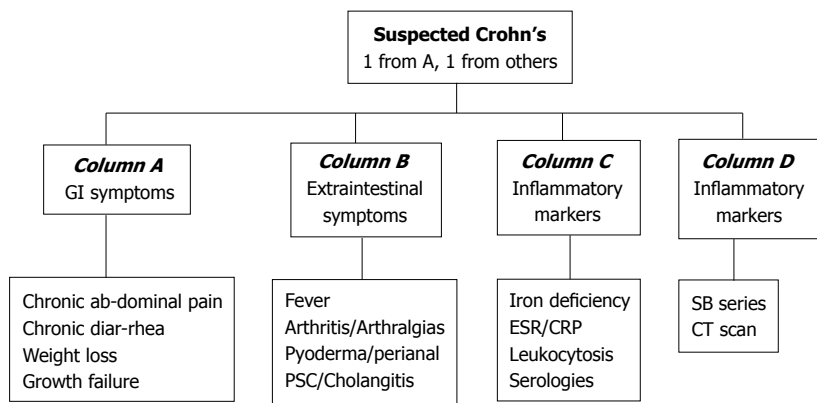 Suspected Crohn's
1 from A, 1 from others
Column A
GI symptoms
Column B
Extraintestinal
symptoms
Column C
Inflammatory
markers
Column D
Inflammatory
markers
Chronic ab-dominal pain
Chronic diar-rhea
Weight loss
Growth failure
Fever
Arthritis/Arthralgias
Pyoderma/perianal
PSC/Cholangitis
Iron deficiency
ESR/CRP
Leukocytosis
Serologies
SB series
CT scan